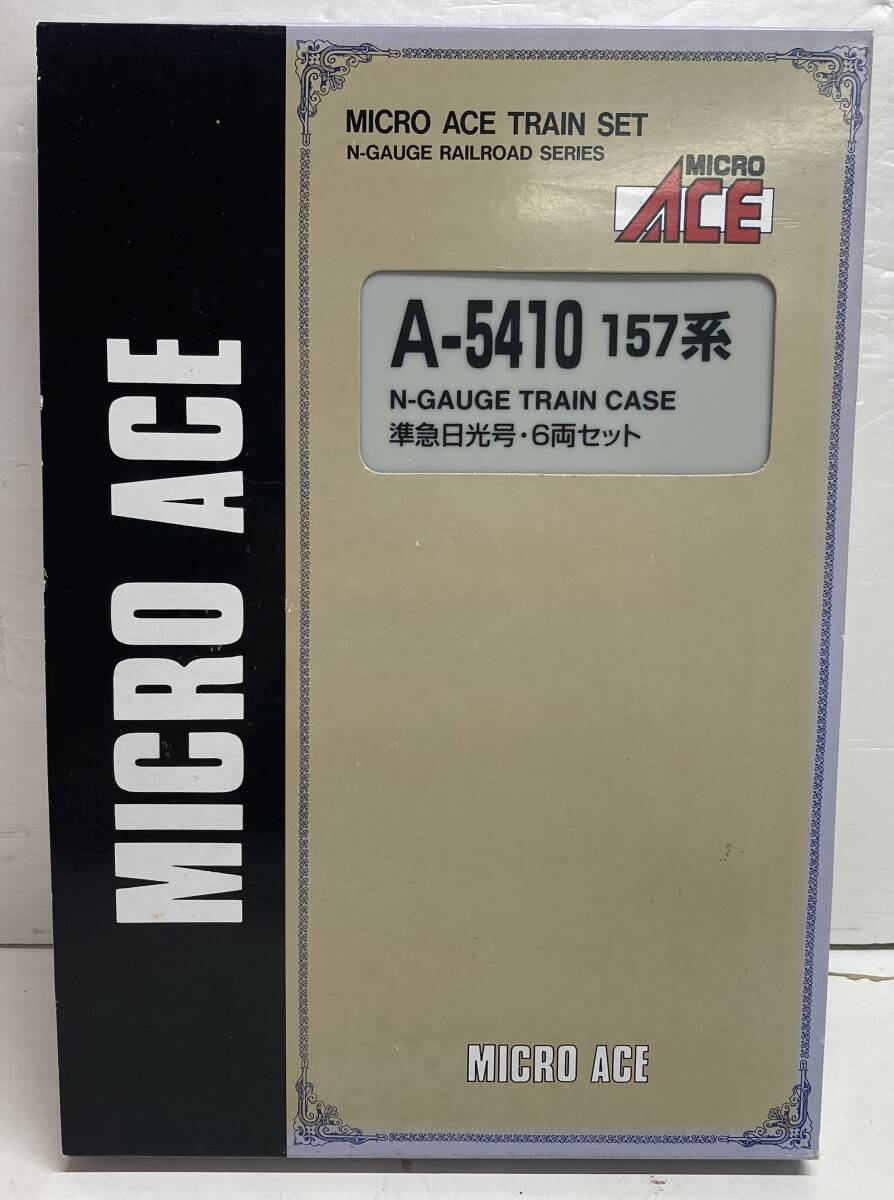 MICRO ACE
MICRO ACE TRAIN SET
N-GAUGE RAILROAD SERIES
MICRO
ACE
A-5410 157系
N-GAUGE TRAIN CASE
準急日光号・6両セット
MICRO ACE